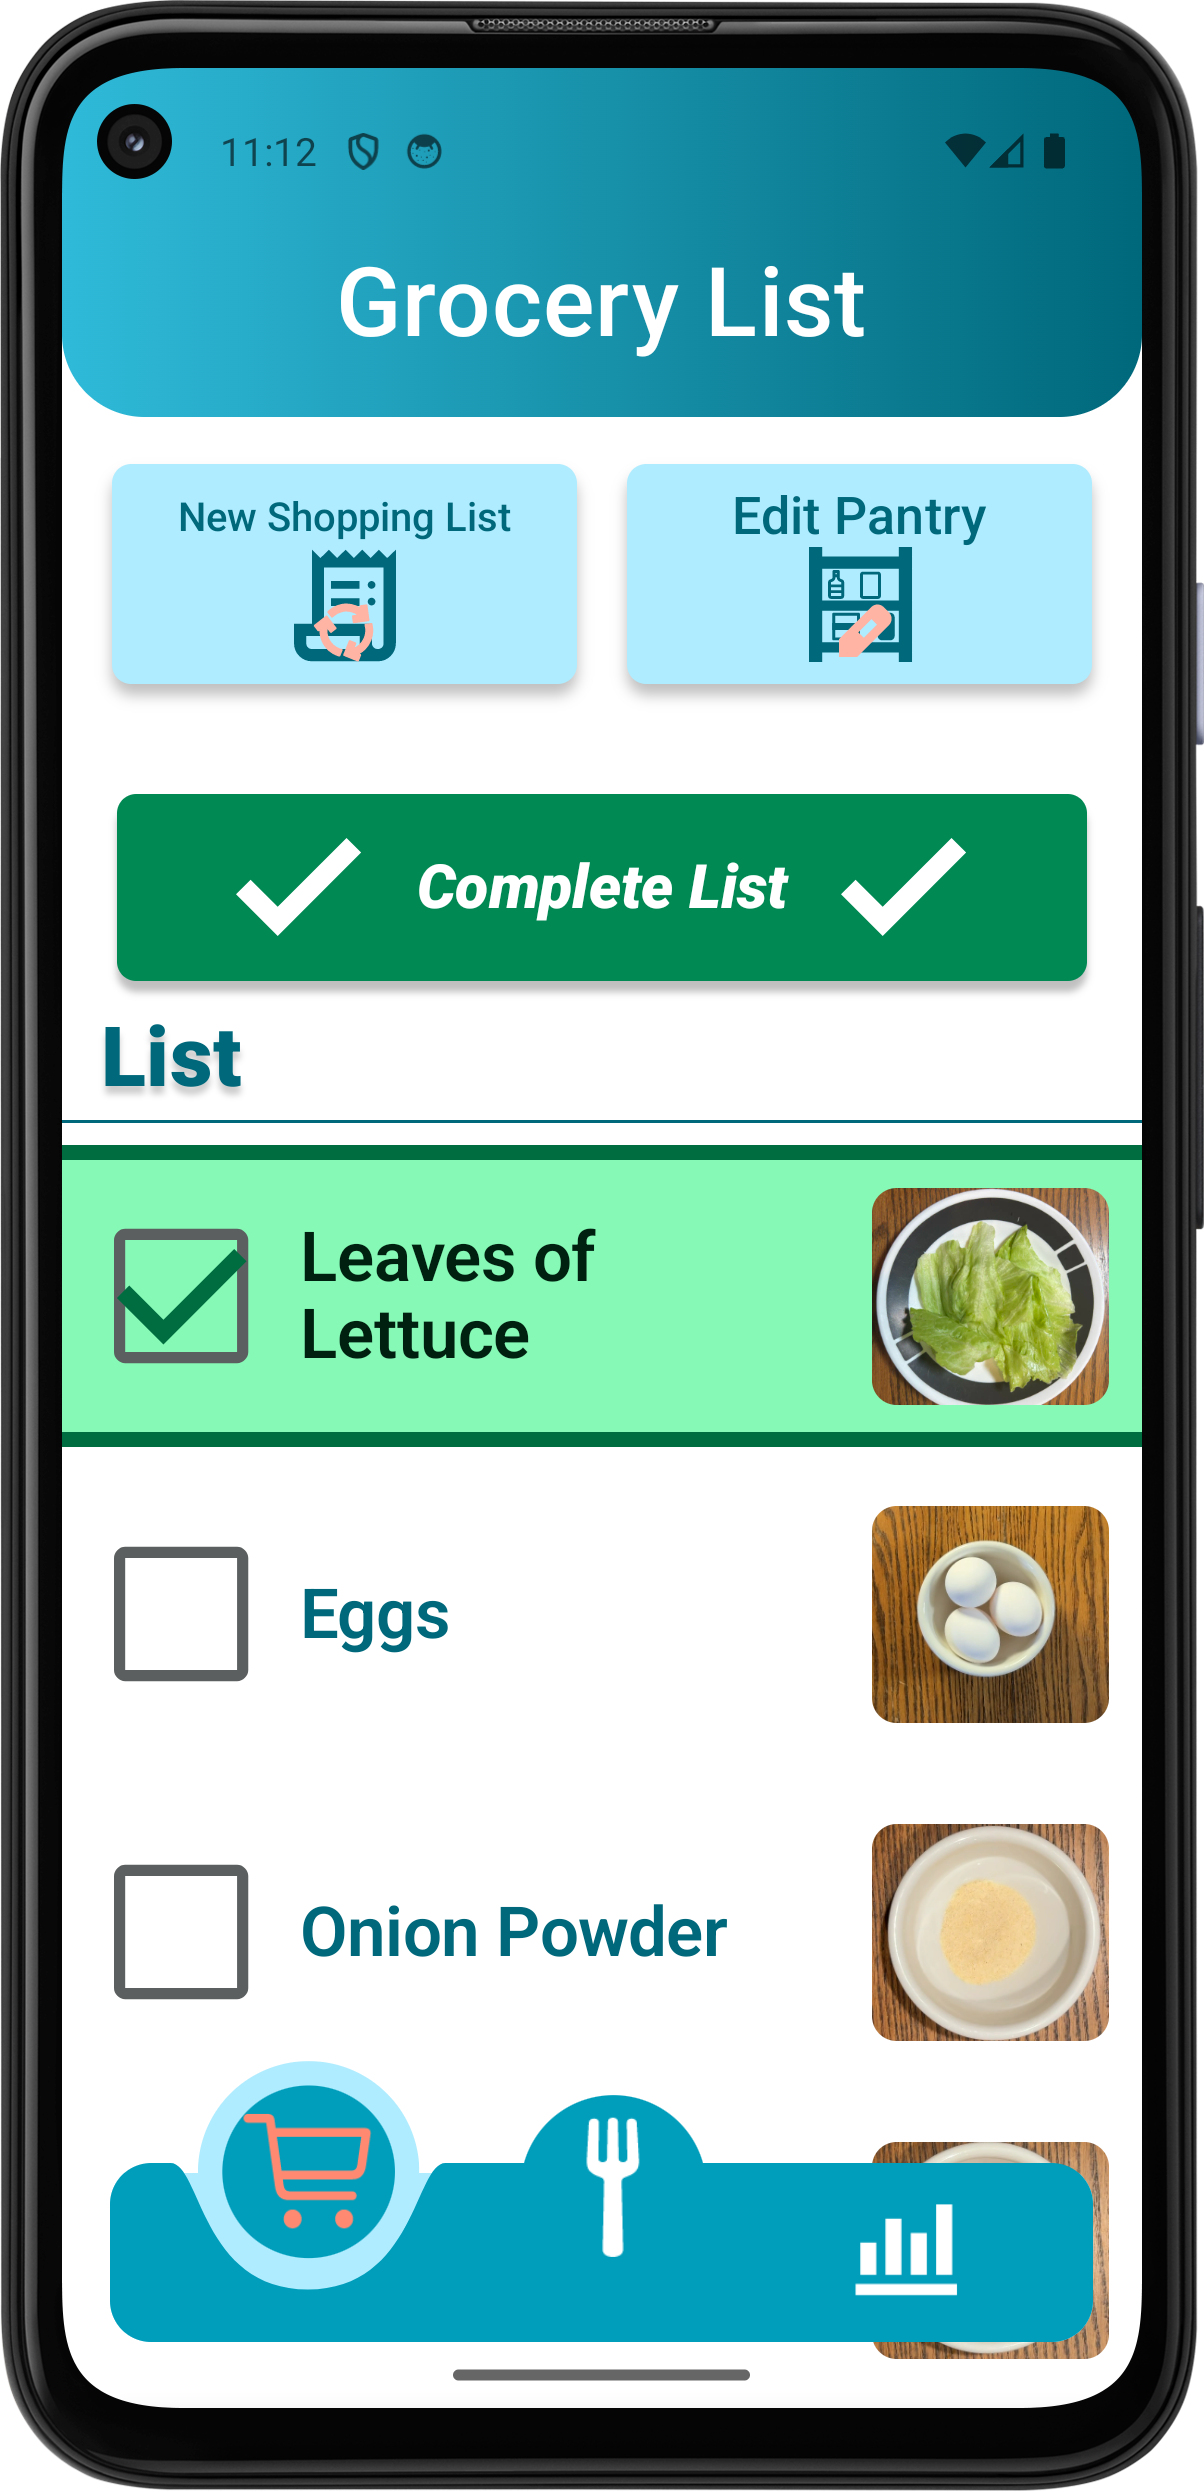 11:12
Grocery List
New Shopping List
Edit Pantry
Complete List
List
Leaves of
Lettuce
Eggs
Onion Powder